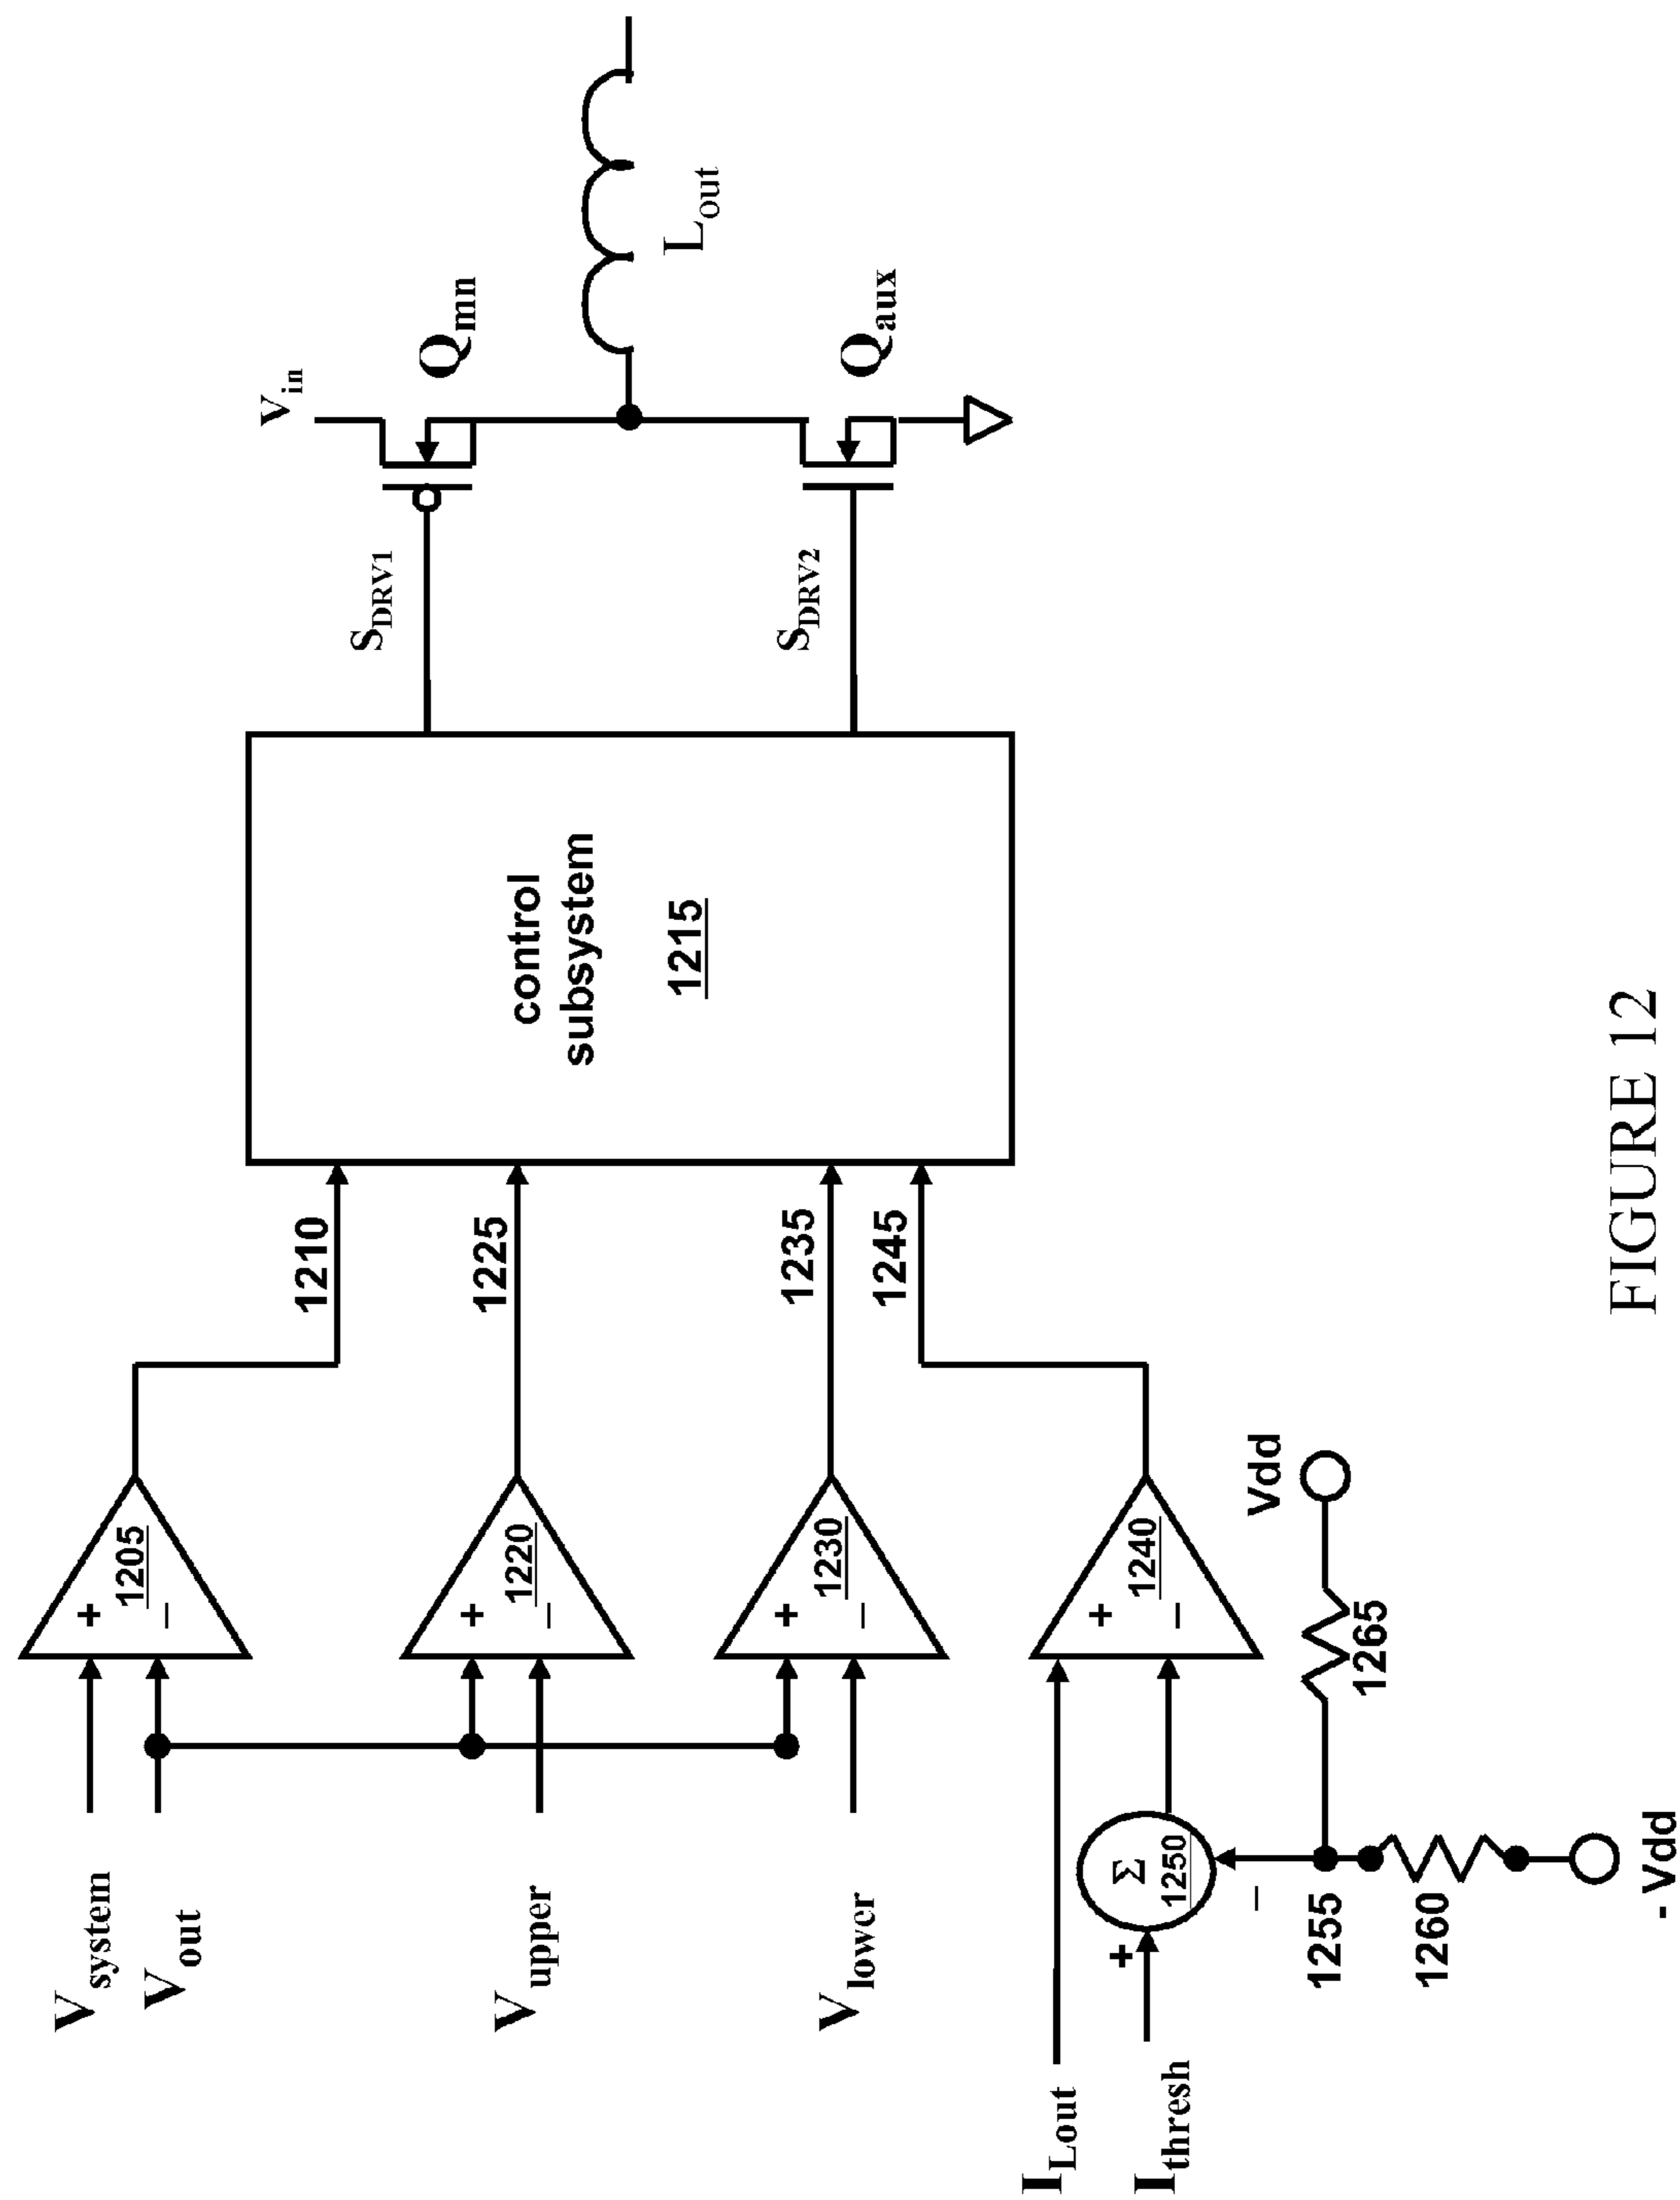 V_system
V_out
V_upper
V_lower
I_Lout
I_thresh
+
−
1205
+
−
1220
+
−
1230
+
−
1240
+
Σ
1250
−
1255
1260
1265
Vdd
- Vdd
1210
1225
1235
1245
control
subsystem
1215
S_DRV1
S_DRV2
V_in
Q_mn
Q_aux
L_out
FIGURE 12